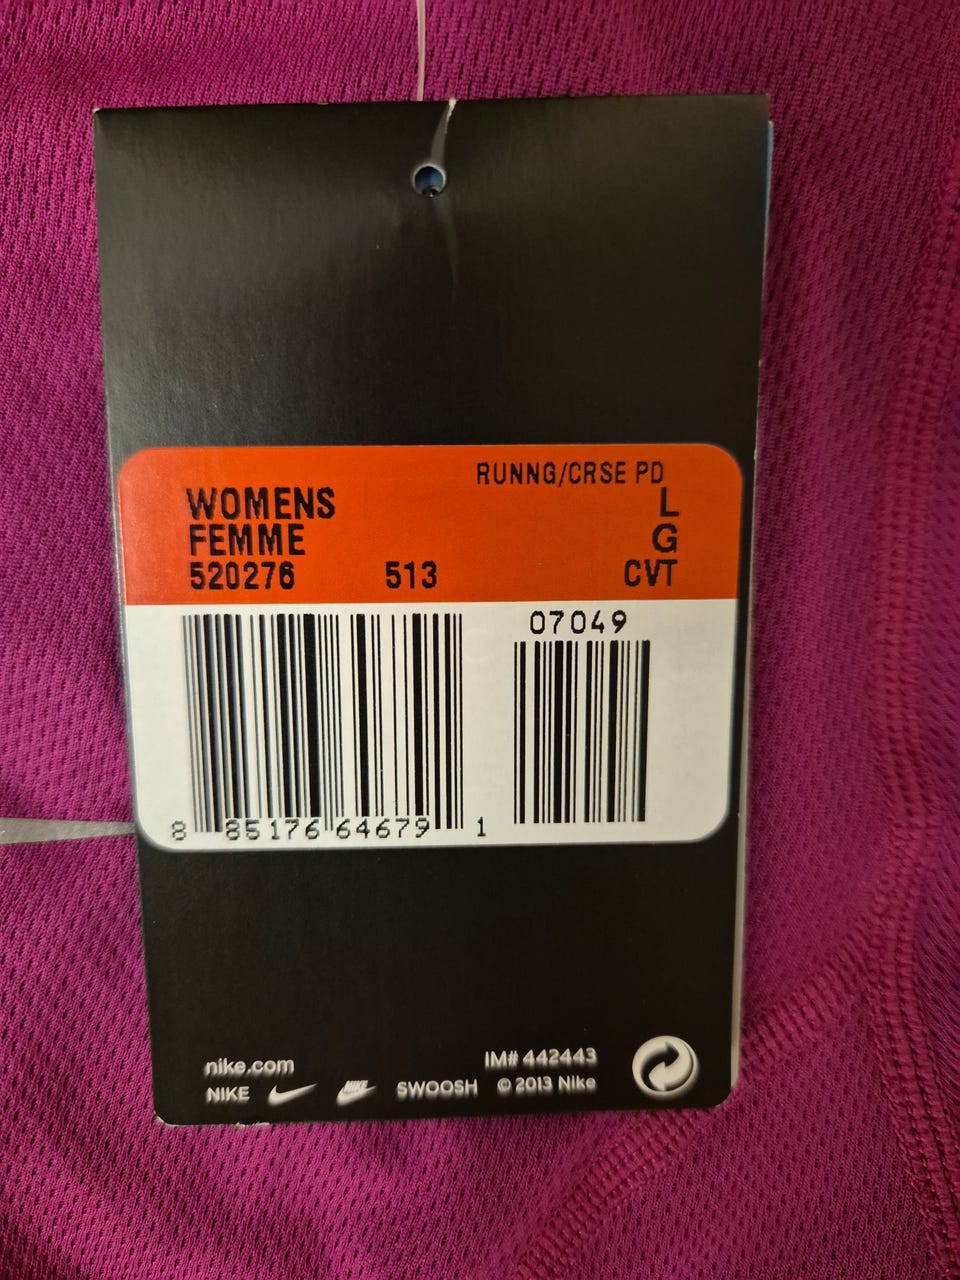 RUNNG/CRSE PD
WOMENS L
FEMME G
520276 513 CVT
07049
8 85176 64679 1
nike.com IM# 442443
NIKE NIKE SWOOSH © 2013 Nike